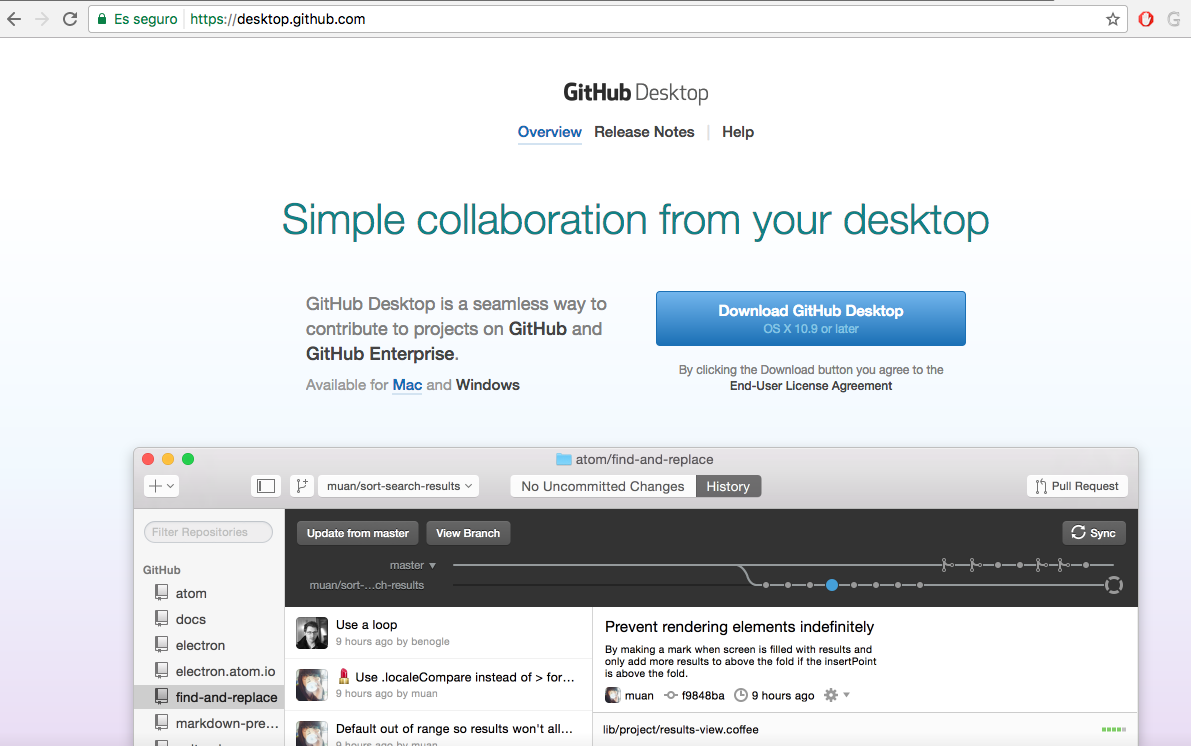 Es seguro https://desktop.github.com
GitHub Desktop
Overview Release Notes Help
Simple collaboration from your desktop
GitHub Desktop is a seamless way to
contribute to projects on GitHub and
GitHub Enterprise.
Available for Mac and Windows
Download GitHub Desktop
OS X 10.9 or later
By clicking the Download button you agree to the
End-User License Agreement
atom/find-and-replace
muan/sort-search-results No Uncommitted Changes History Pull Request
Filter Repositories
GitHub
atom
docs
electron
electron.atom.io
find-and-replace
markdown-pre...
Update from master View Branch Sync
master
muan/sort-...ch-results
Use a loop
9 hours ago by benogle
Use .localeCompare instead of > for...
9 hours ago by muan
Default out of range so results won't all...
9 hours ago by muan
Prevent rendering elements indefinitely
By making a mark when screen is filled with results and
only add more results to above the fold if the insertPoint
is above the fold.
muan f9848ba 9 hours ago
lib/project/results-view.coffee